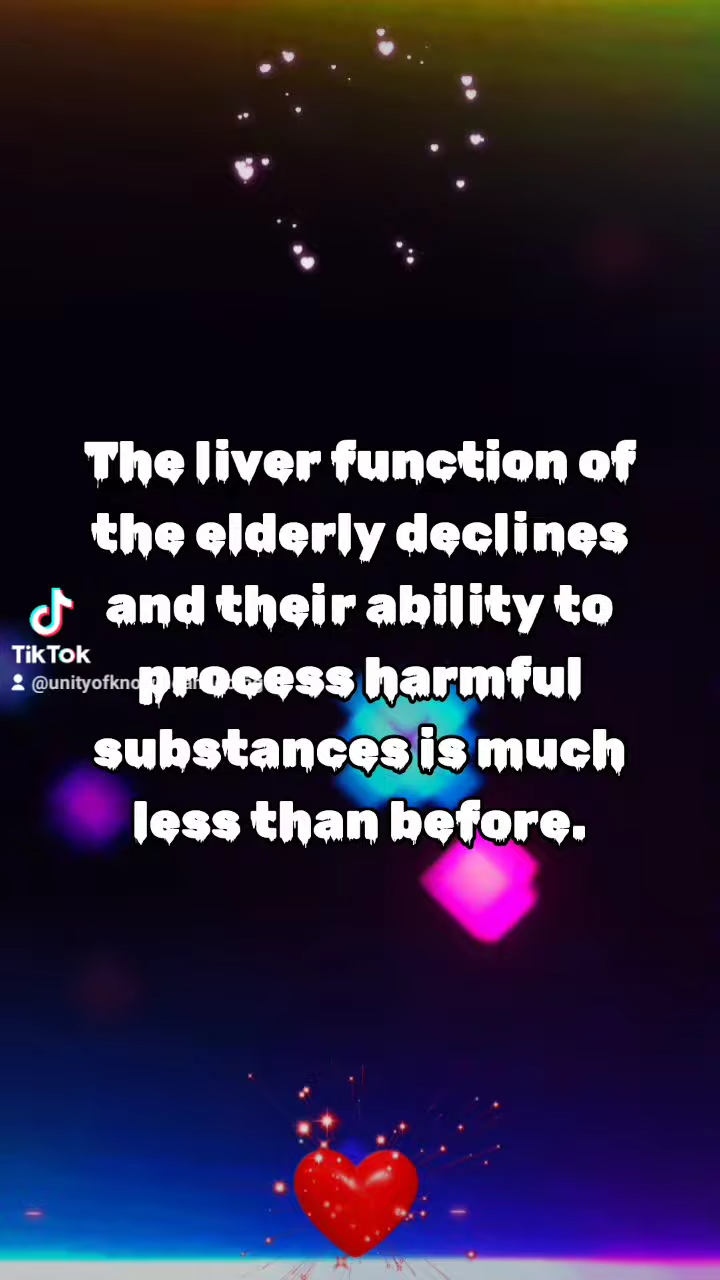 The liver function of
the elderly declines
and their ability to
process harmful
substances is much
less than before.
TikTok